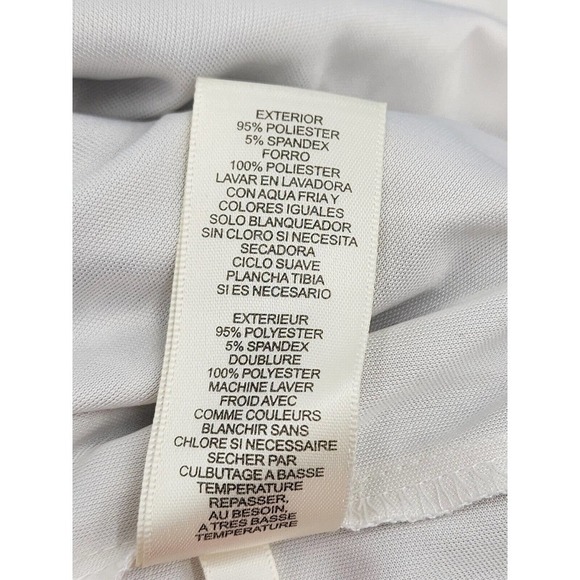 EXTERIOR
95% POLIESTER
5% SPANDEX
FORRO
100% POLIESTER
LAVAR EN LAVADORA
CON AQUA FRIA Y
COLORES IGUALES
SOLO BLANQUEADOR
SIN CLORO SI NECESITA
SECADORA
CICLO SUAVE
PLANCHA TIBIA
SI ES NECESARIO
EXTERIEUR
95% POLYESTER
5% SPANDEX
DOUBLURE
100% POLYESTER
MACHINE LAVER
FROID AVEC
COMME COULEURS
BLANCHIR SANS
CHLORE SI NECESSAIRE
SECHER PAR
CULBUTAGE A BASSE
TEMPERATURE
REPASSER,
AU BESOIN,
A TRES BASSE
TEMPERATURE